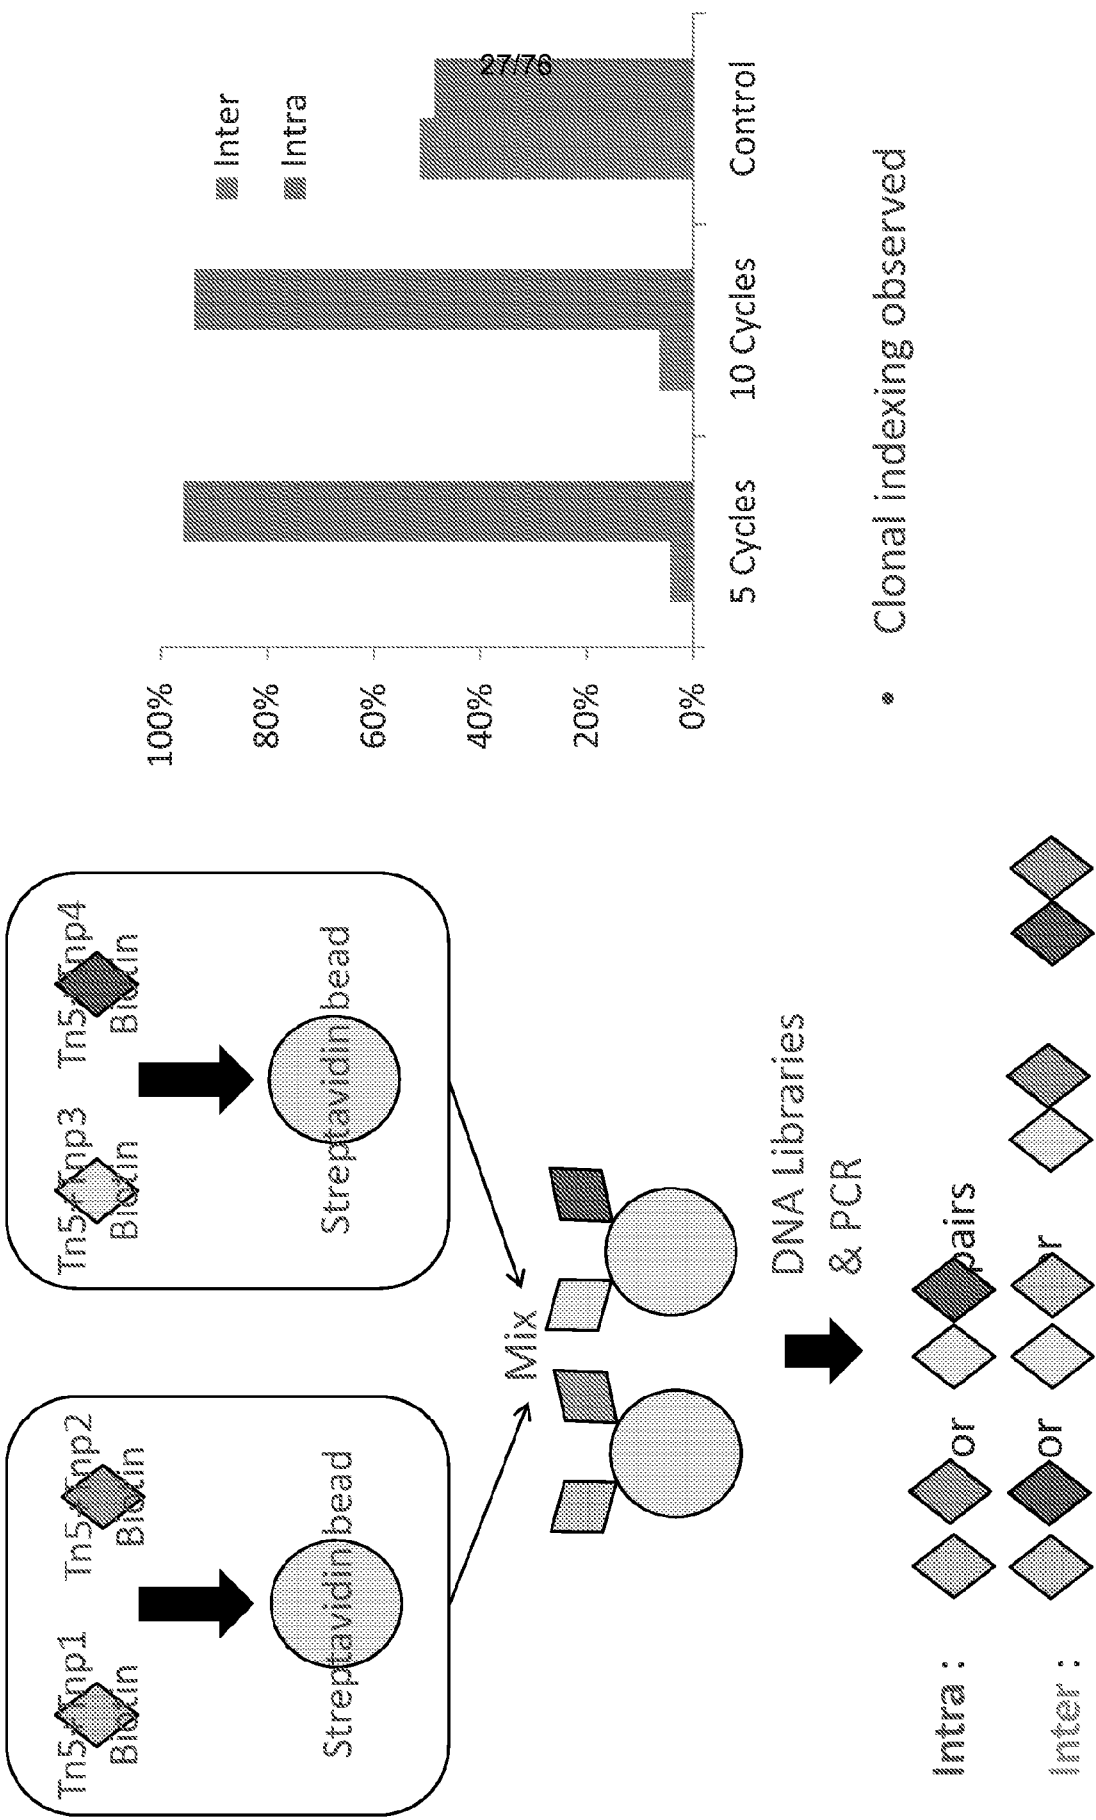 Tn5:Tnp1
Biotin
Tn5:Tnp2
Biotin
Streptavidin bead
Tn5:Tnp3
Biotin
Tn5:Tnp4
Biotin
Streptavidin bead
Mix
DNA Libraries
& PCR
Intra : or pairs
Inter : or or
100%
80%
60%
40%
20%
0%
5 Cycles
10 Cycles
Control
Inter
Intra
• Clonal indexing observed
27/76